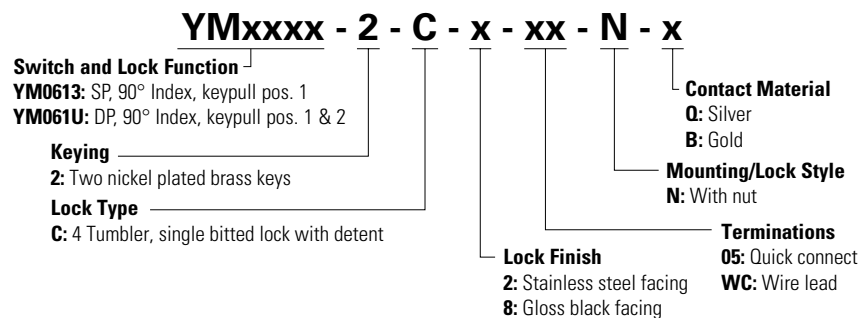 YMxxxx - 2 - C - x - xx - N - x
Switch and Lock Function
YM0613: SP, 90° Index, keypull pos. 1
YM061U: DP, 90° Index, keypull pos. 1 & 2
Keying
2: Two nickel plated brass keys
Lock Type
C: 4 Tumbler, single bitted lock with detent
Lock Finish
2: Stainless steel facing
8: Gloss black facing
Terminations
05: Quick connect
WC: Wire lead
Mounting/Lock Style
N: With nut
Contact Material
Q: Silver
B: Gold